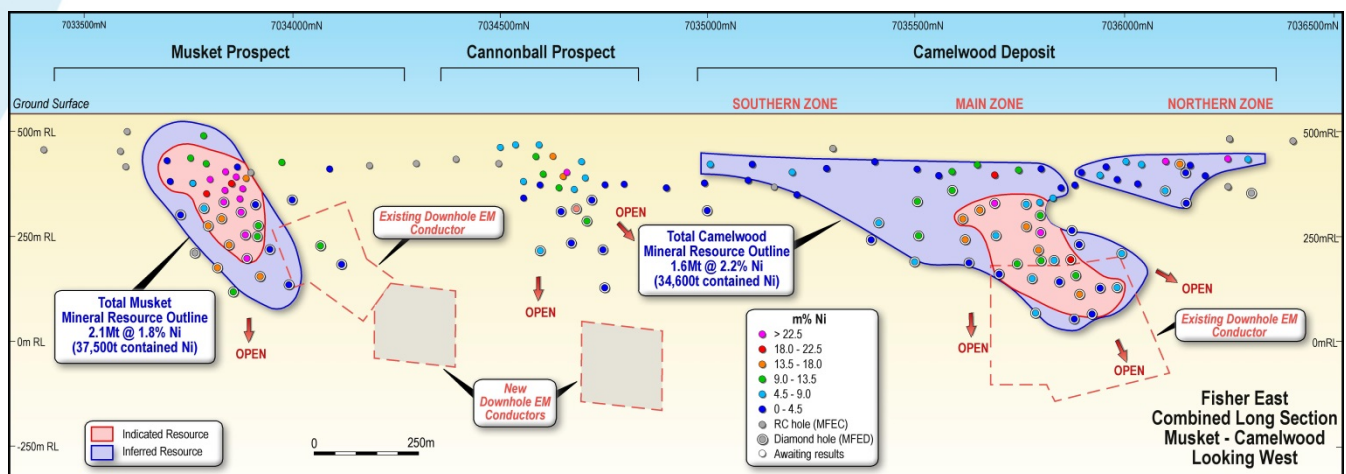 7033500mN
7034000mN
7034500mN
7035000mN
7035500mN
7036000mN
7036500mN
Musket Prospect
Cannonball Prospect
Camelwood Deposit
SOUTHERN ZONE
MAIN ZONE
NORTHERN ZONE
Ground Surface
500m RL
500mRL
Existing Downhole EM
Conductor
OPEN
250m RL
250mRL
Total Musket
Mineral Resource Outline
2.1Mt @ 1.8% Ni
(37,500t contained Ni)
Total Camelwood
Mineral Resource Outline
1.6Mt @ 2.2% Ni
(34,600t contained Ni)
OPEN
OPEN
OPEN
OPEN
OPEN
Existing Downhole EM
Conductor
0m RL
0mRL
New
Downhole EM
Conductors
m% Ni
> 22.5
18.0 - 22.5
13.5 - 18.0
9.0 - 13.5
4.5 - 9.0
0 - 4.5
RC hole (MFEC)
Diamond hole (MFED)
Awaiting results
Indicated Resource
Inferred Resource
0
250m
-250m RL
-250mRL
Fisher East
Combined Long Section
Musket - Camelwood
Looking West